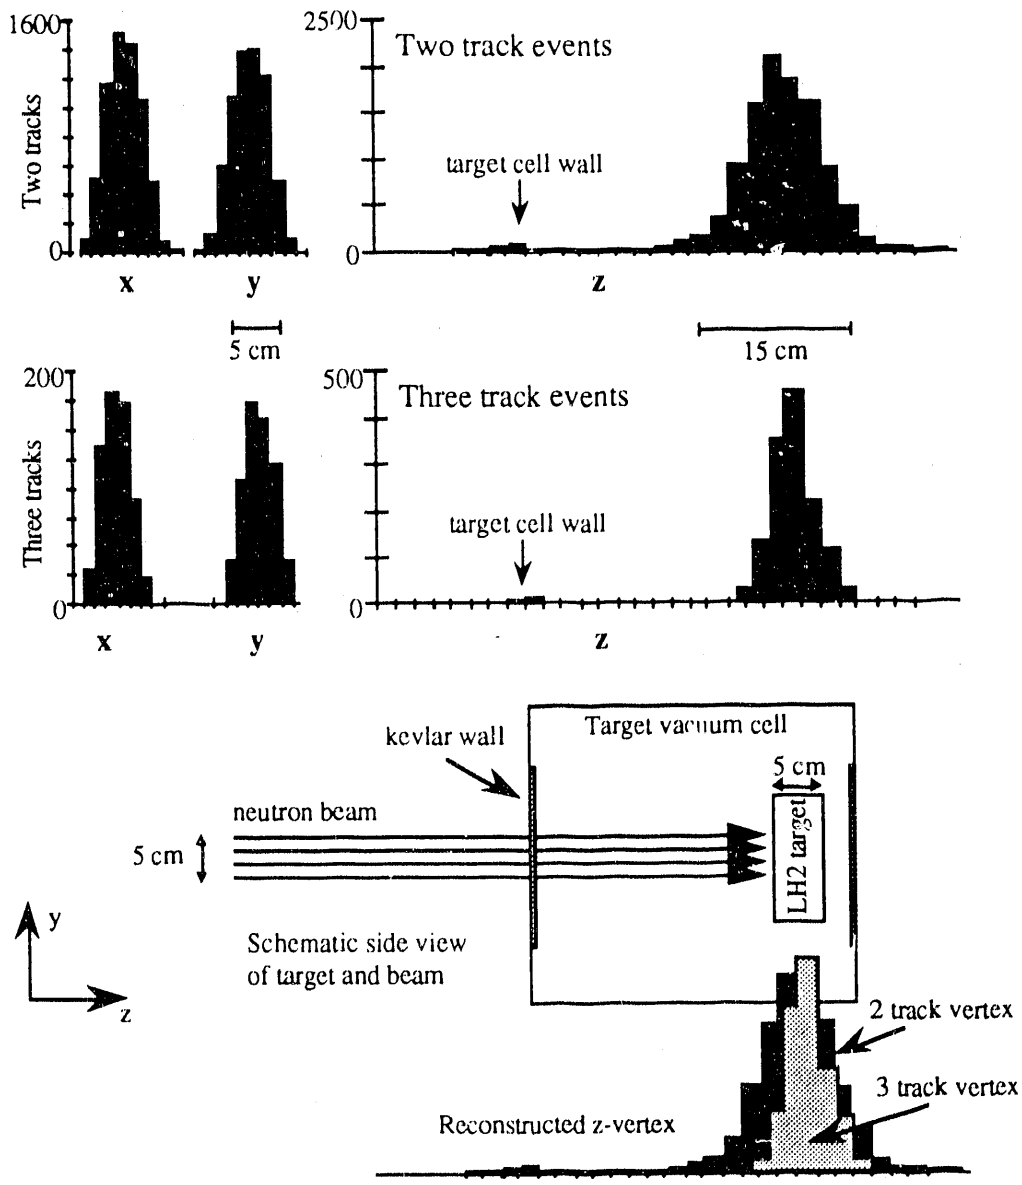 1600
Two tracks
0
x
y
2500
Two track events
target cell wall
0
z
5 cm
15 cm
200
Three tracks
0
x
y
500
Three track events
target cell wall
0
z
Target vacuum cell
kevlar wall
5 cm
neutron beam
5 cm
LH2 target
y
z
Schematic side view
of target and beam
2 track vertex
3 track vertex
Reconstructed z-vertex